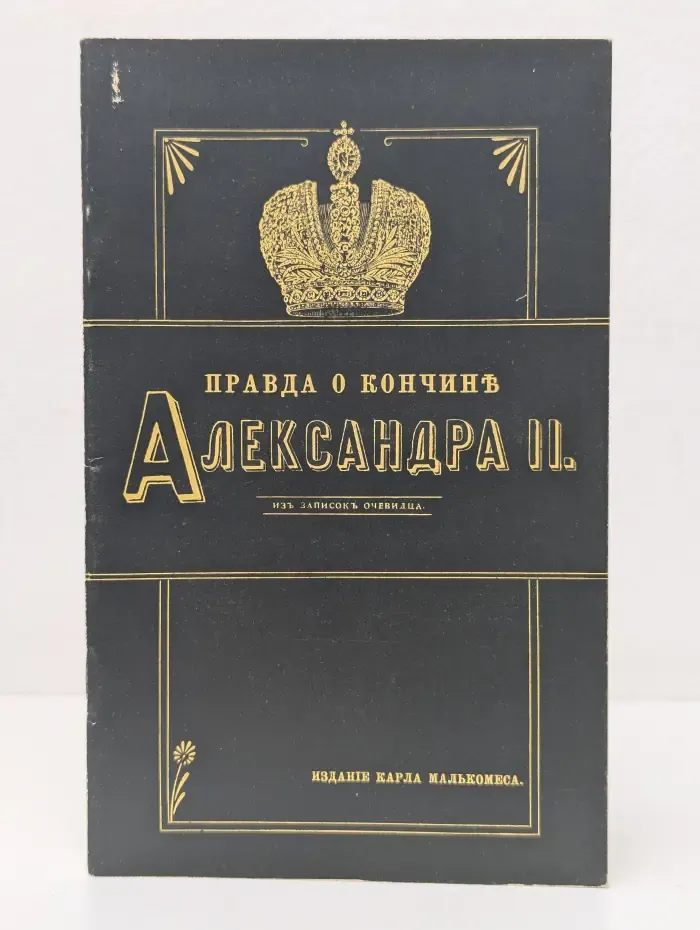 ПРАВДА О КОНЧИНѢ
АЛЕКСАНДРА II.
ИЗЪ ЗАПИСОКЪ ОЧЕВИДЦА.
ИЗДАНІЕ КАРЛА МАЛЬКОМЕСА.